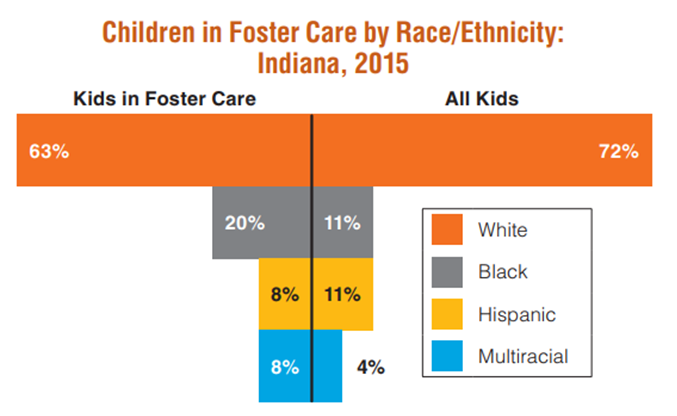 Children in Foster Care by Race/Ethnicity:
Indiana, 2015
Kids in Foster Care
All Kids
63%
72%
20%
11%
8%
11%
8%
4%
White
Black
Hispanic
Multiracial